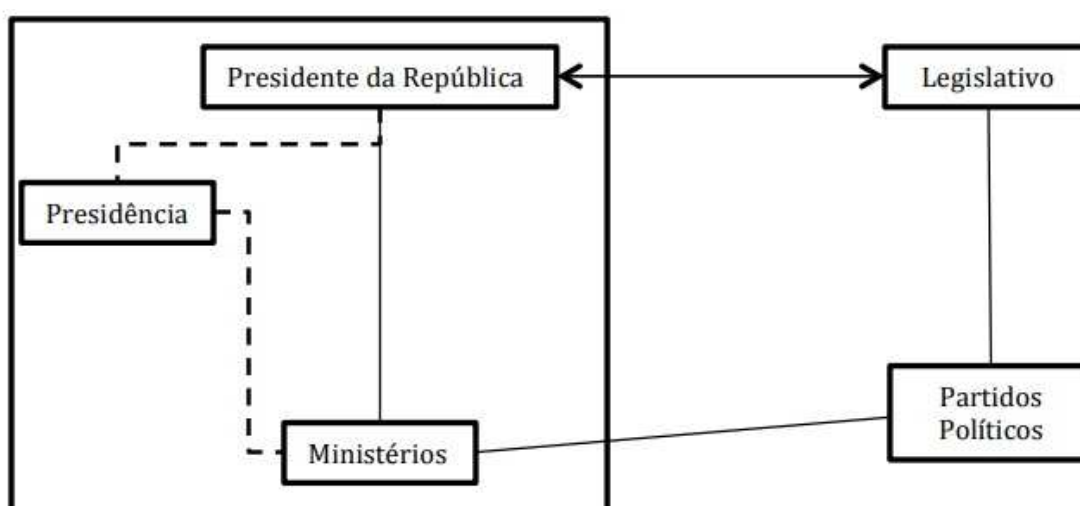 Presidente da República
Legislativo
Presidência
Partidos
Políticos
Ministérios